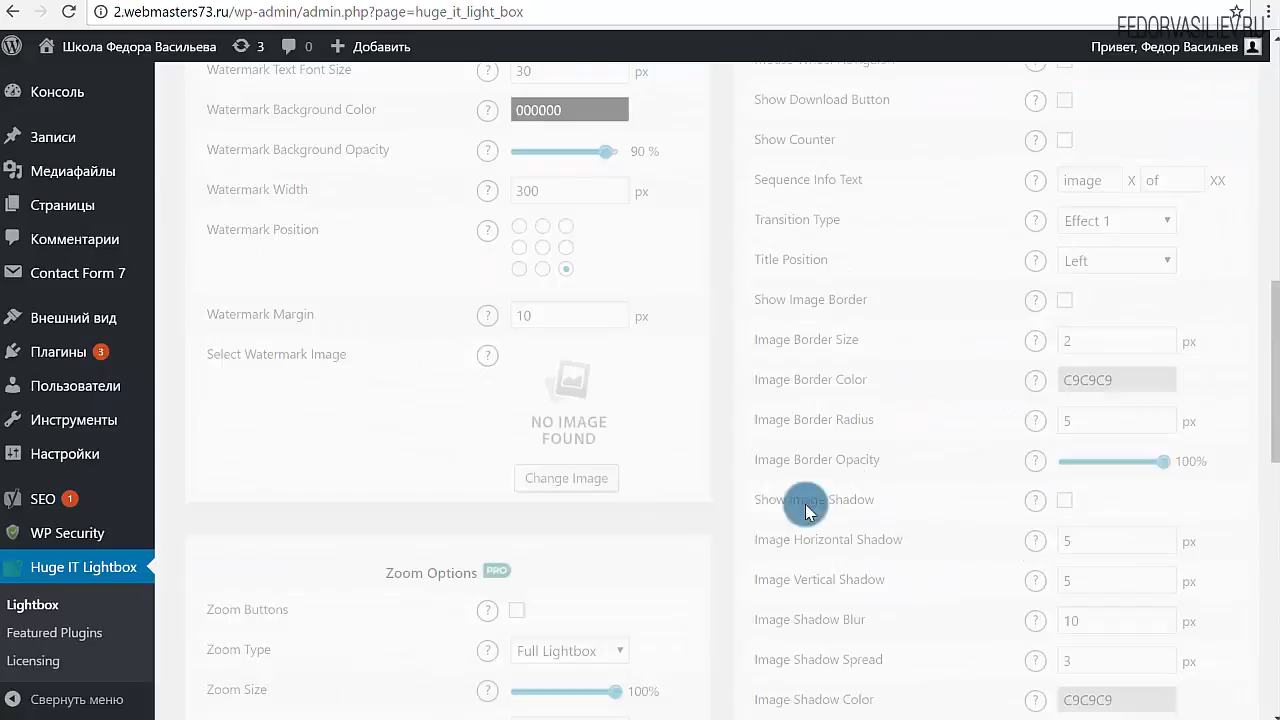 2.webmasters73.ru/wp-admin/admin.php?page=huge_it_light_box
FEDORVASILIEV.RU
Школа Федора Васильева 3 0 Добавить
Привет, Федор Васильев
Консоль
Записи
Медиафайлы
Страницы
Комментарии
Contact Form 7
Внешний вид
Плагины 3
Пользователи
Инструменты
Настройки
SEO 1
WP Security
Huge IT Lightbox
Lightbox
Featured Plugins
Licensing
Свернуть меню
Watermark Text Font Size ? 30 px
Watermark Background Color ? 000000
Watermark Background Opacity ? 90 %
Watermark Width ? 300 px
Watermark Position ?
Watermark Margin ? 10 px
Select Watermark Image ?
NO IMAGE
FOUND
Change Image
Zoom Options PRO
Zoom Buttons ?
Zoom Type ? Full Lightbox
Zoom Size ? 100%
Mouse Wheel Navigation
Show Download Button ?
Show Counter ?
Sequence Info Text ? image X of XX
Transition Type ? Effect 1
Title Position ? Left
Show Image Border ?
Image Border Size ? 2 px
Image Border Color ? C9C9C9
Image Border Radius ? 5 px
Image Border Opacity ? 100%
Show Image Shadow ?
Image Horizontal Shadow ? 5 px
Image Vertical Shadow ? 5 px
Image Shadow Blur ? 10 px
Image Shadow Spread ? 3 px
Image Shadow Color ? C9C9C9